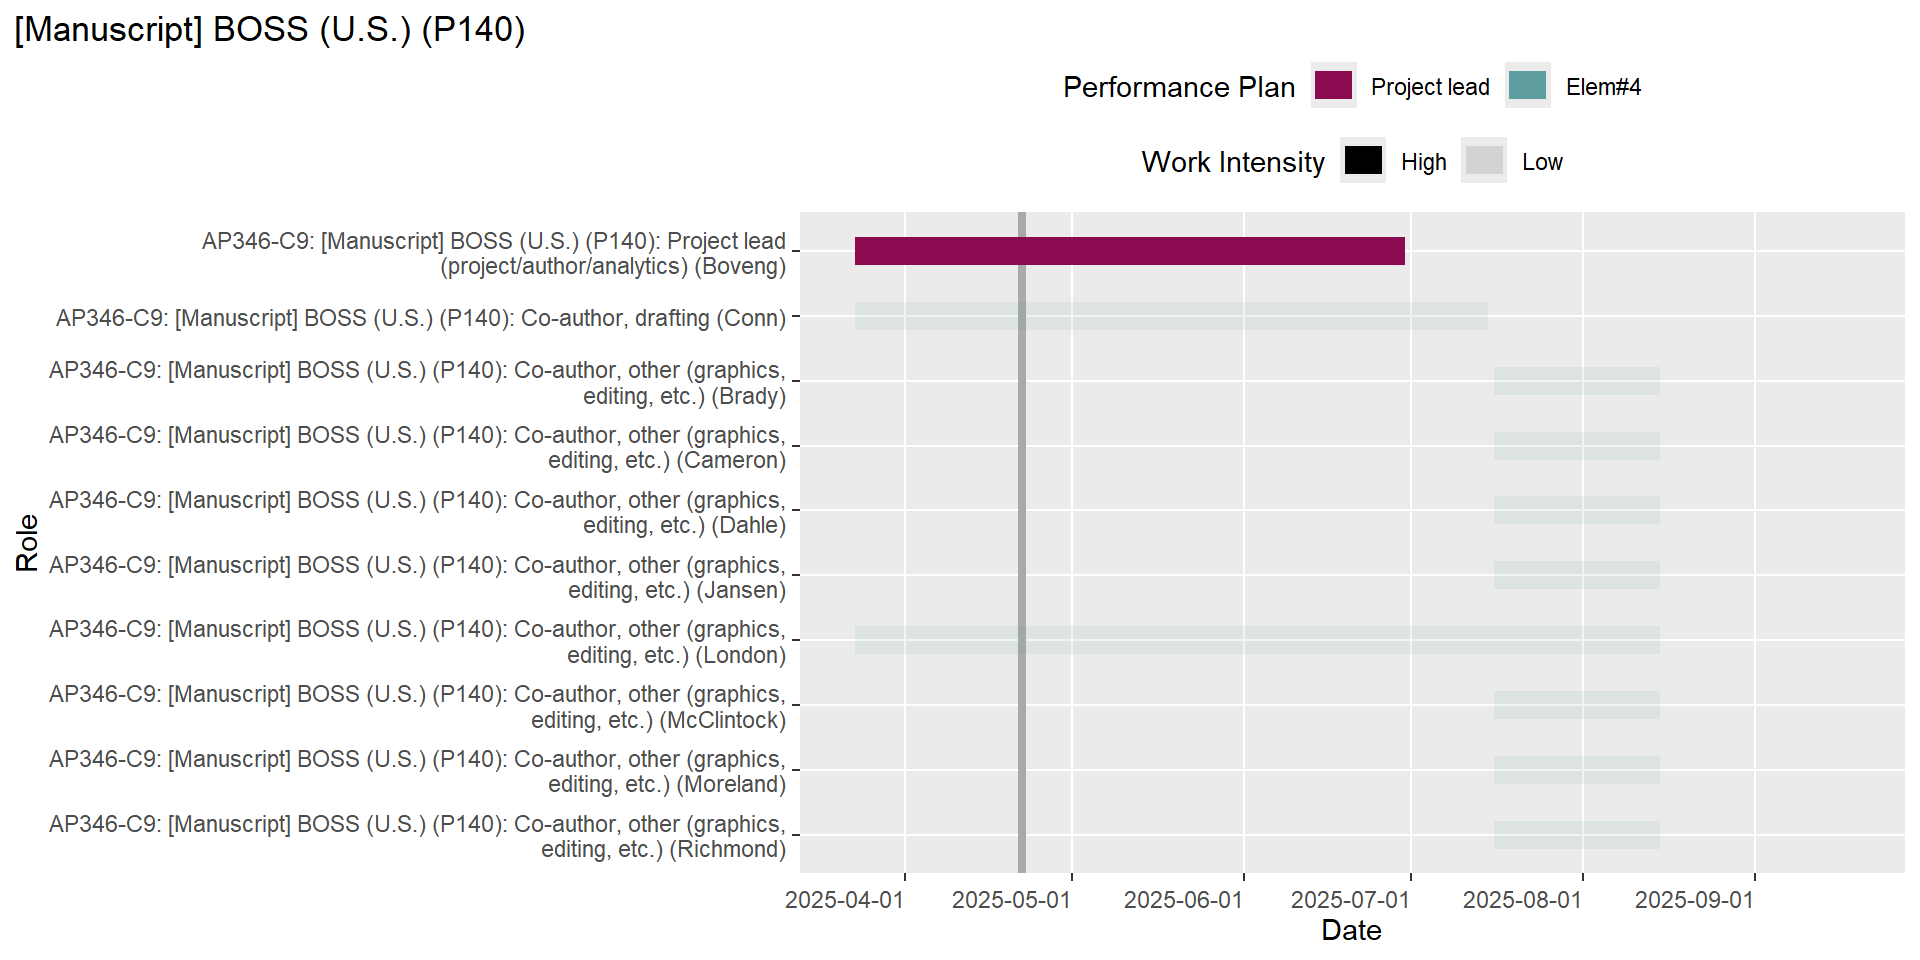 [Manuscript] BOSS (U.S.) (P140)
Performance Plan Project lead Elem#4
Work Intensity High Low
AP346-C9: [Manuscript] BOSS (U.S.) (P140): Project lead
(project/author/analytics) (Boveng)
AP346-C9: [Manuscript] BOSS (U.S.) (P140): Co-author, drafting (Conn)
AP346-C9: [Manuscript] BOSS (U.S.) (P140): Co-author, other (graphics,
editing, etc.) (Brady)
AP346-C9: [Manuscript] BOSS (U.S.) (P140): Co-author, other (graphics,
editing, etc.) (Cameron)
AP346-C9: [Manuscript] BOSS (U.S.) (P140): Co-author, other (graphics,
editing, etc.) (Dahle)
AP346-C9: [Manuscript] BOSS (U.S.) (P140): Co-author, other (graphics,
editing, etc.) (Jansen)
AP346-C9: [Manuscript] BOSS (U.S.) (P140): Co-author, other (graphics,
editing, etc.) (London)
AP346-C9: [Manuscript] BOSS (U.S.) (P140): Co-author, other (graphics,
editing, etc.) (McClintock)
AP346-C9: [Manuscript] BOSS (U.S.) (P140): Co-author, other (graphics,
editing, etc.) (Moreland)
AP346-C9: [Manuscript] BOSS (U.S.) (P140): Co-author, other (graphics,
editing, etc.) (Richmond)
Role
2025-04-01 2025-05-01 2025-06-01 2025-07-01 2025-08-01 2025-09-01
Date